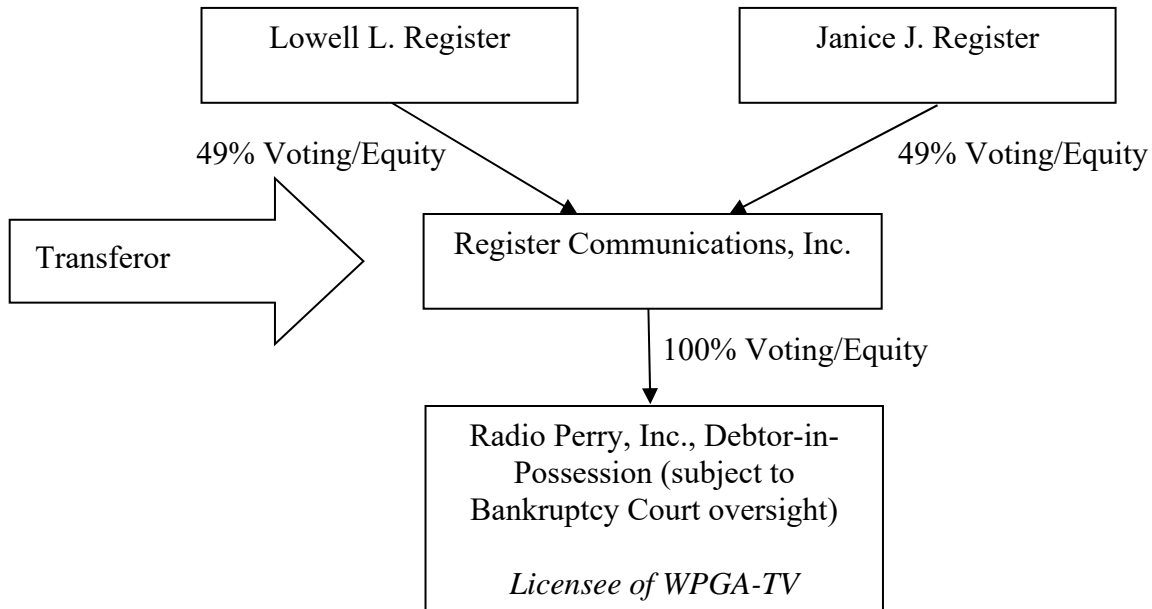 Lowell L. Register
Janice J. Register
49% Voting/Equity
49% Voting/Equity
Transferor
Register Communications, Inc.
100% Voting/Equity
Radio Perry, Inc., Debtor-in-
Possession (subject to
Bankruptcy Court oversight)
Licensee of WPGA-TV